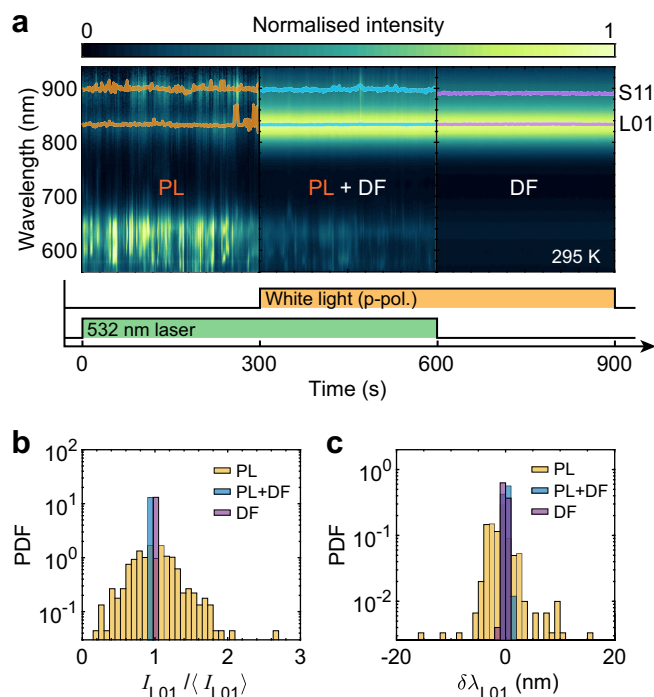 a
Normalised intensity
0 1
Wavelength (nm)
900
800
700
600
S11
L01
PL
PL + DF
DF
295 K
White light (p-pol.)
532 nm laser
0 300 600 900
Time (s)
b
PDF
10²
10¹
10⁰
10⁻¹
PL
PL+DF
DF
0 1 2 3
I_L01 /⟨ I_L01⟩
c
PDF
10⁰
10⁻¹
10⁻²
PL
PL+DF
DF
-20 0 20
δλ_L01 (nm)